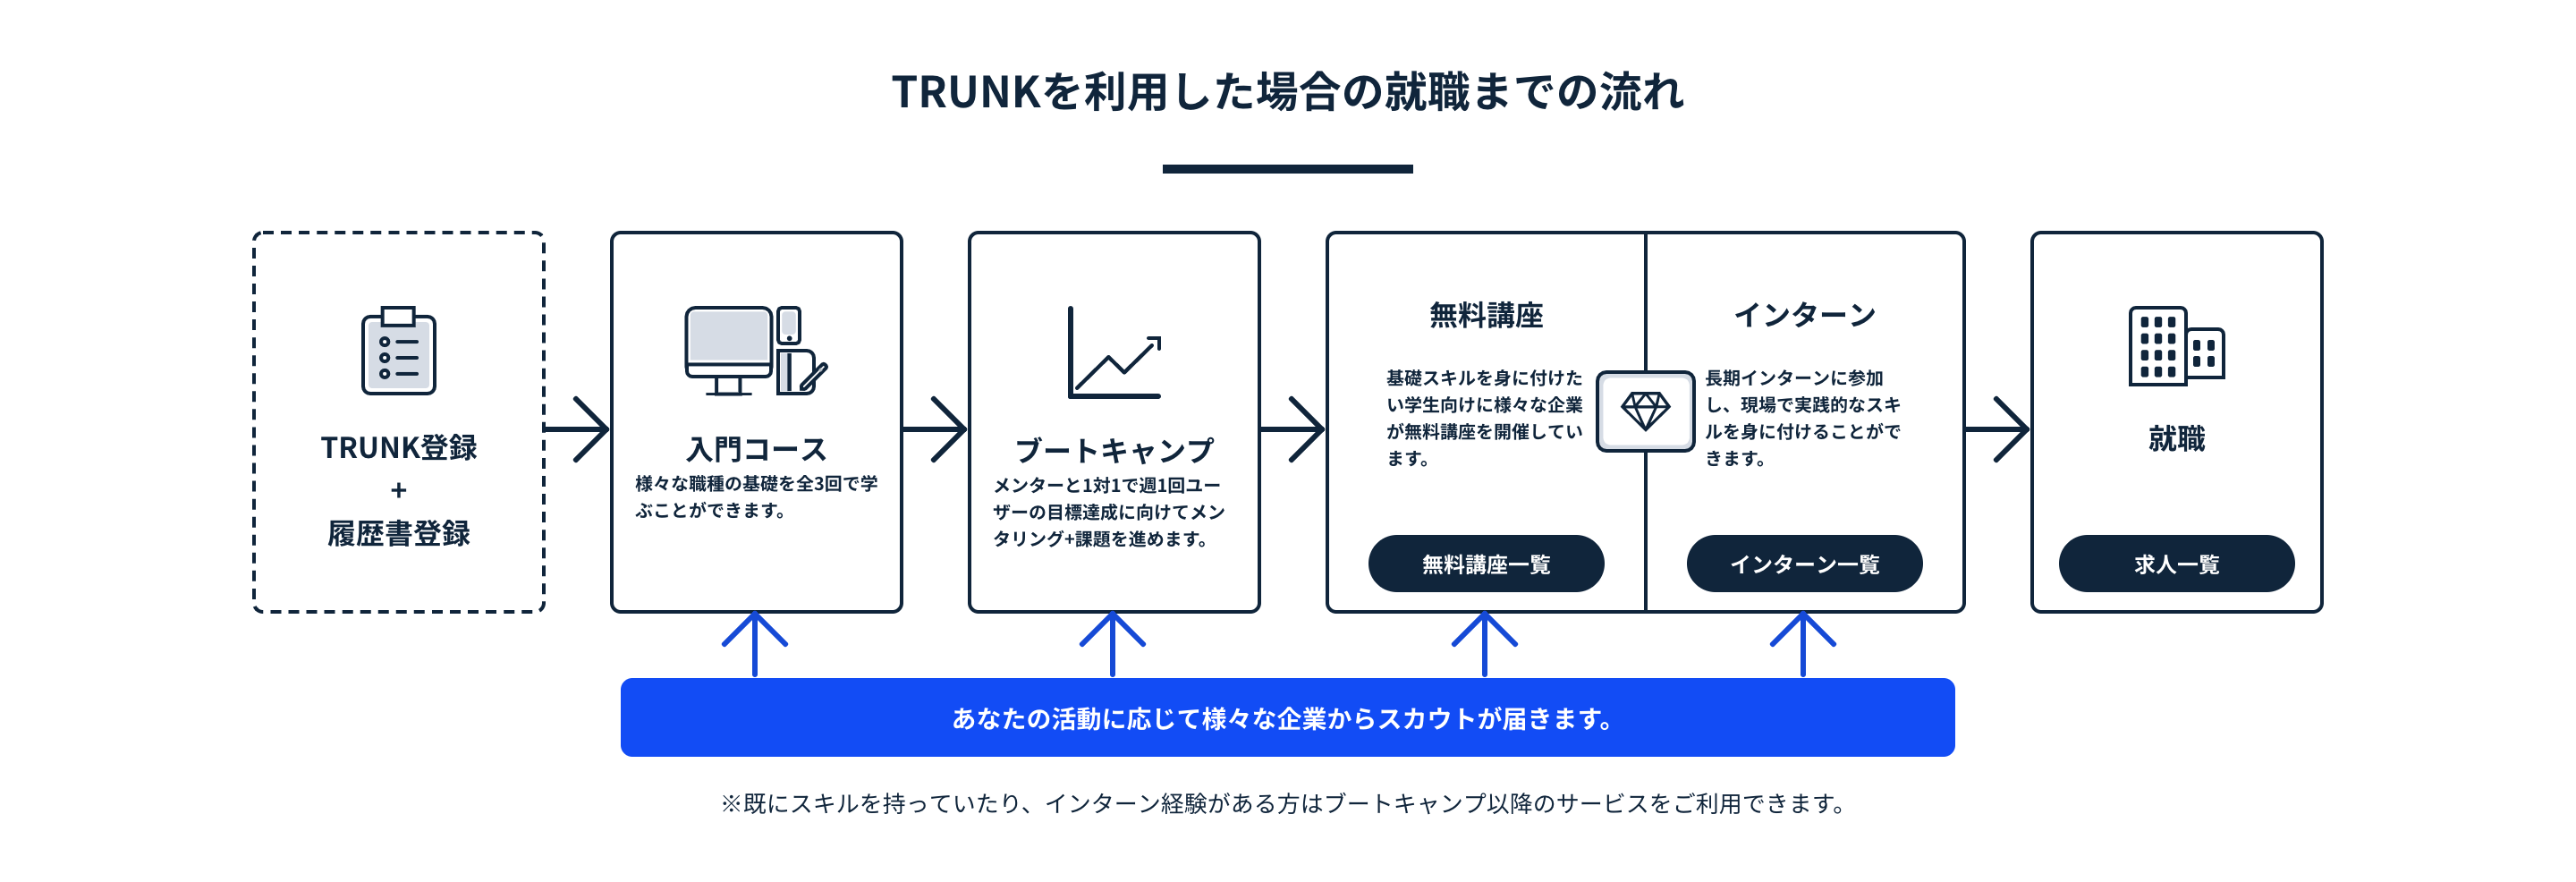 TRUNKを利用した場合の就職までの流れ
TRUNK登録
+
履歴書登録
入門コース
様々な職種の基礎を全3回で学
ぶことができます。
ブートキャンプ
メンターと1対1で週1回ユー
ザーの目標達成に向けてメン
タリング+課題を進めます。
無料講座
基礎スキルを身に付けた
い学生向けに様々な企業
が無料講座を開催してい
ます。
無料講座一覧
インターン
長期インターンに参加
し、現場で実践的なスキ
ルを身に付けることがで
きます。
インターン一覧
就職
求人一覧
あなたの活動に応じて様々な企業からスカウトが届きます。
※既にスキルを持っていたり、インターン経験がある方はブートキャンプ以降のサービスをご利用できます。